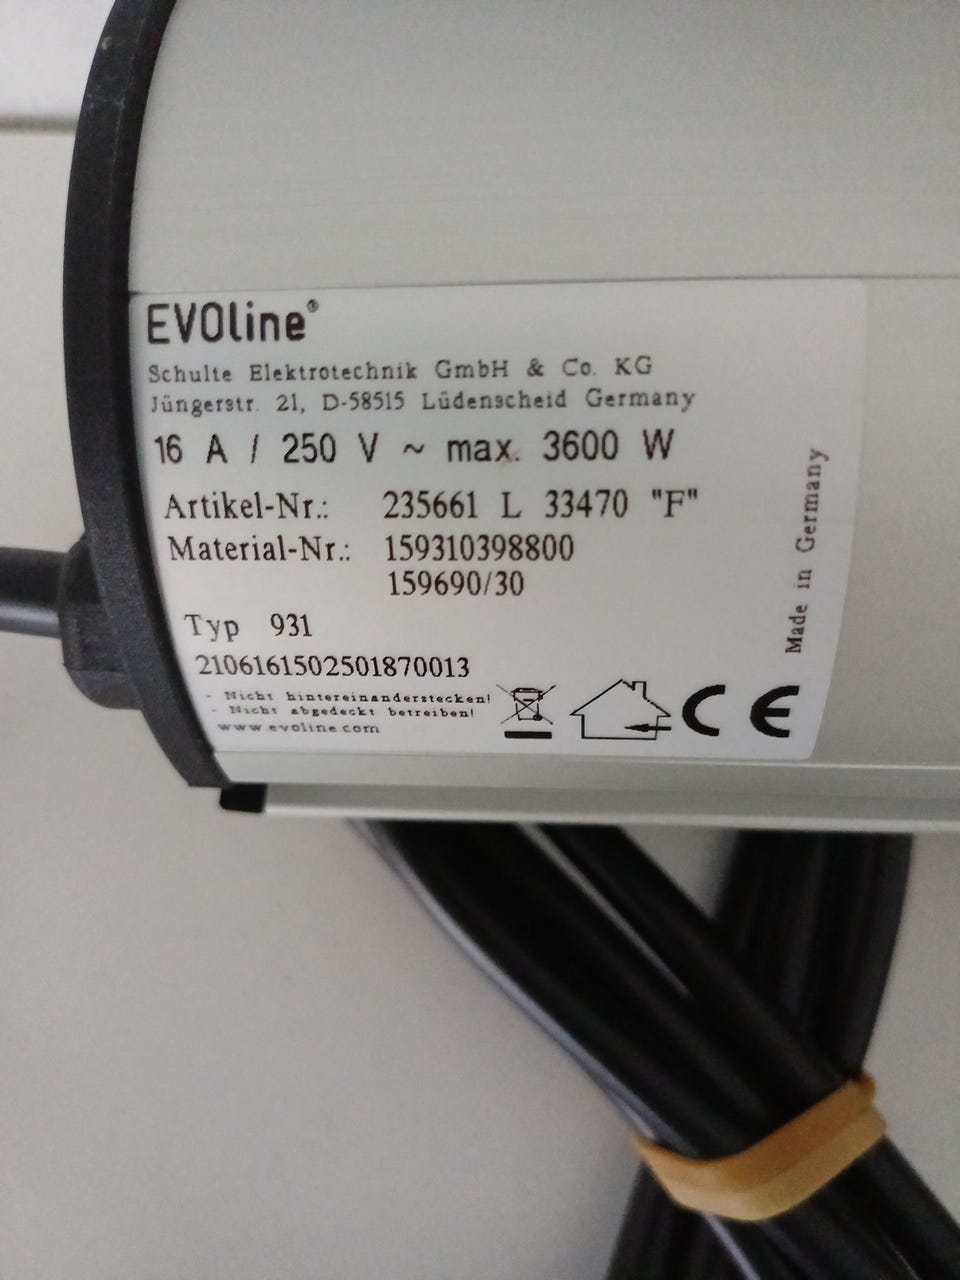 EVOline®
Schulte Elektrotechnik GmbH & Co. KG
Jüngerstr. 21, D-58515 Lüdenscheid Germany
16 A / 250 V ~ max. 3600 W
Artikel-Nr.: 235661 L 33470 "F"
Material-Nr.: 159310398800
159690/30
Typ 931
2106161502501870013
- Nicht hintereinanderstecken!
- Nicht abgedeckt betreiben!
www.evoline.com
CE
Made in Germany